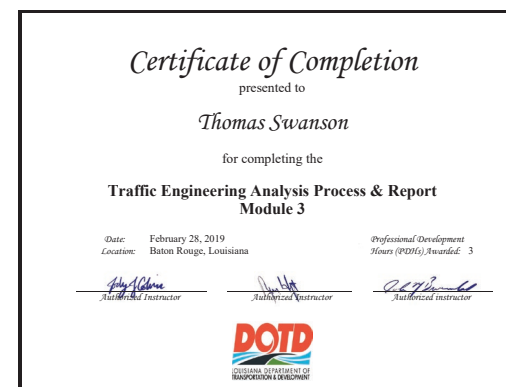 Certificate of Completion
presented to
Thomas Swanson
for completing the
Traffic Engineering Analysis Process & Report
Module 3
Date: February 28, 2019
Location: Baton Rouge, Louisiana
Professional Development
Hours (PDHs) Awarded: 3
Authorized Instructor
Authorized Instructor
Authorized instructor
DOTD
LOUISIANA DEPARTMENT OF
TRANSPORTATION & DEVELOPMENT